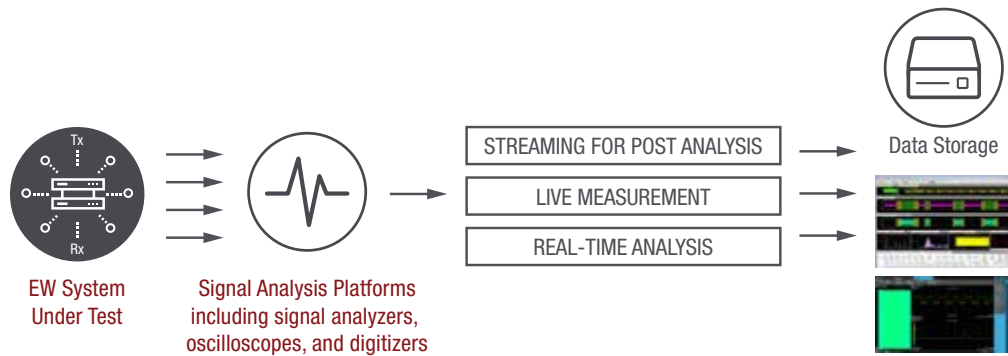 Tx
Rx
EW System
Under Test
Signal Analysis Platforms
including signal analyzers,
oscilloscopes, and digitizers
STREAMING FOR POST ANALYSIS
LIVE MEASUREMENT
REAL-TIME ANALYSIS
Data Storage